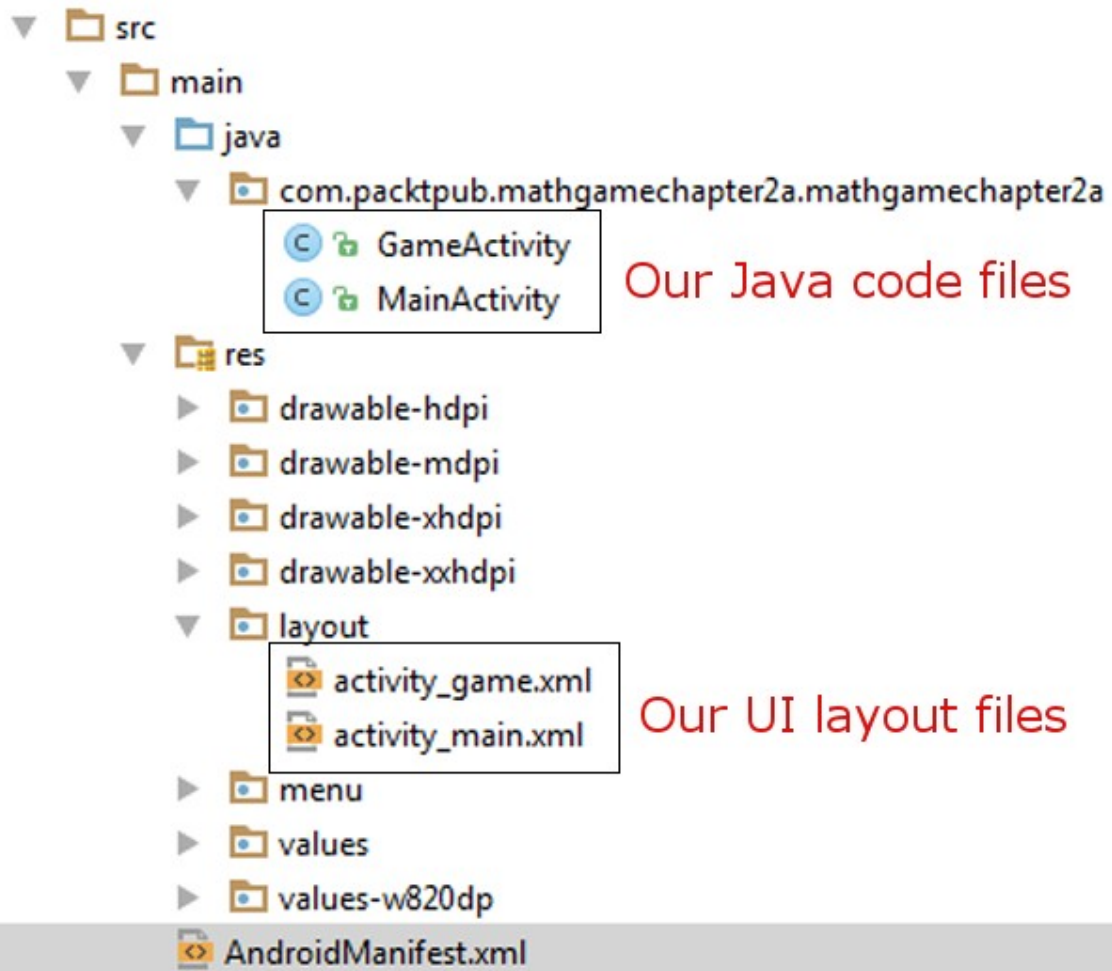 src
main
java
com.packtpub.mathgamechapter2a.mathgamechapter2a
C GameActivity
C MainActivity
Our Java code files
res
drawable-hdpi
drawable-mdpi
drawable-xhdpi
drawable-xxhdpi
layout
<> activity_game.xml
<> activity_main.xml
Our UI layout files
menu
values
values-w820dp
<> AndroidManifest.xml